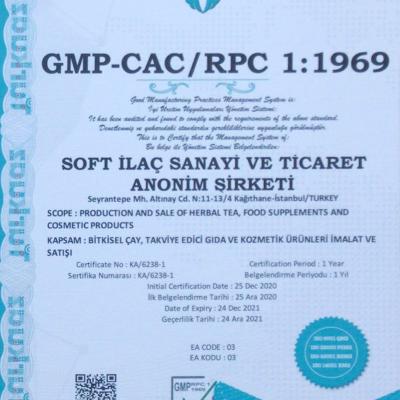 GMP-CAC/RPC 1:1969
Good Manufactoring Practices Management System is:
İyi Üretim Uygulamaları Yönetim Sistemi:
It has been audited and found to comply with the requirements of the above standard.
Denetlenmiş ve yukarıdaki standardın gerekliliklerine uygunluğu görülmüştür.
This is to Certify that the Management System of:
Bu belge ile Yönetim Sistemi Belgelendirilen:
SOFT İLAÇ SANAYİ VE TİCARET
ANONİM ŞİRKETİ
Seyrantepe Mh. Altınay Cd. N:11-13/4 Kağıthane-İstanbul/TURKEY
SCOPE : PRODUCTION AND SALE OF HERBAL TEA, FOOD SUPPLEMENTS AND
COSMETIC PRODUCTS
KAPSAM : BİTKİSEL ÇAY, TAKVİYE EDİCİ GIDA VE KOZMETİK ÜRÜNLERİ İMALAT VE
SATIŞI
Certificate No : KA/6238-1 Certification Period : 1 Year
Sertifika Numarası : KA/6238-1 Belgelendirme Periyodu : 1 Yıl
Initial Certification Date : 25 Dec 2020
İlk Belgelendirme Tarihi : 25 Ara 2020
Date of Expiry : 24 Dec 2021
Geçerlilik Tarihi : 24 Ara 2021
EA CODE : 03
EA KODU : 03
GMP RPC 1
1969